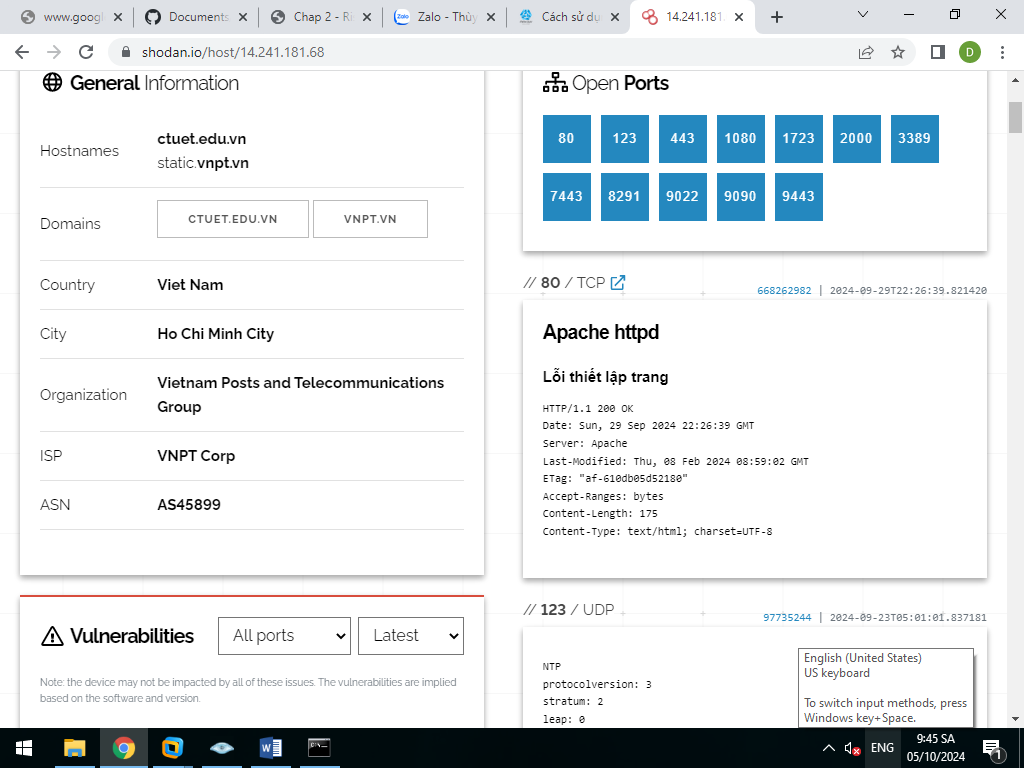 www.googl
Documents
Chap 2 - Ri
Zalo - Thùy
Cách sử dụ
14.241.181.
shodan.io/host/14.241.181.68
D
General Information
Hostnames
ctuet.edu.vn
static.vnpt.vn
Domains
CTUET.EDU.VN
VNPT.VN
Country
Viet Nam
City
Ho Chi Minh City
Organization
Vietnam Posts and Telecommunications
Group
ISP
VNPT Corp
ASN
AS45899
Vulnerabilities
All ports
Latest
Note: the device may not be impacted by all of these issues. The vulnerabilities are implied
based on the software and version.
Open Ports
80 123 443 1080 1723 2000 3389
7443 8291 9022 9090 9443
// 80 / TCP
668262982 | 2024-09-29T22:26:39.821420
Apache httpd
Lỗi thiết lập trang
HTTP/1.1 200 OK
Date: Sun, 29 Sep 2024 22:26:39 GMT
Server: Apache
Last-Modified: Thu, 08 Feb 2024 08:59:02 GMT
ETag: "af-610db05d52180"
Accept-Ranges: bytes
Content-Length: 175
Content-Type: text/html; charset=UTF-8
// 123 / UDP
97735244 | 2024-09-23T05:01:01.837181
NTP
protocolversion: 3
stratum: 2
leap: 0
English (United States)
US keyboard
To switch input methods, press
Windows key+Space.
ENG
9:45 SA
05/10/2024
1